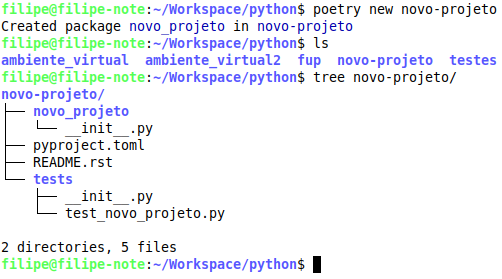 filipe@filipe-note:~/Workspace/python$ poetry new novo-projeto
Created package novo_projeto in novo-projeto
filipe@filipe-note:~/Workspace/python$ ls
ambiente_virtual  ambiente_virtual2  fup  novo-projeto  testes
filipe@filipe-note:~/Workspace/python$ tree novo-projeto/
novo-projeto/
├── novo_projeto
│   └── __init__.py
├── pyproject.toml
├── README.rst
└── tests
    ├── __init__.py
    └── test_novo_projeto.py
2 directories, 5 files
filipe@filipe-note:~/Workspace/python$